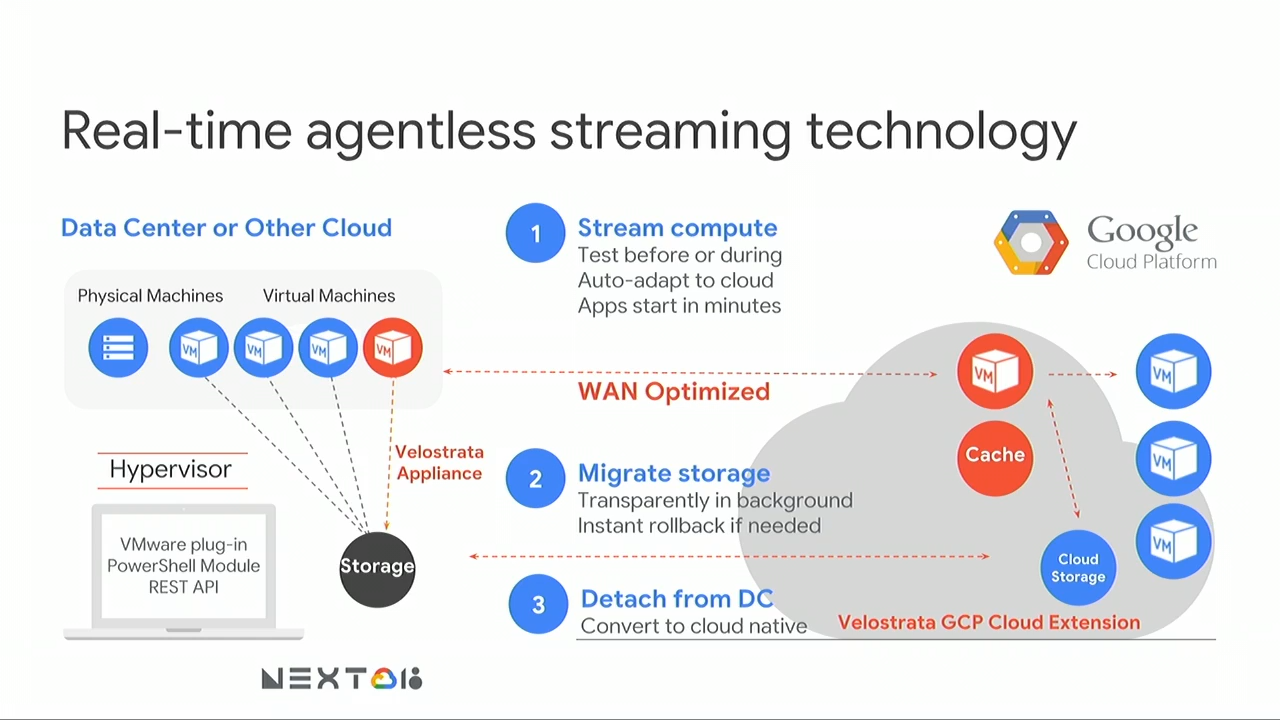 Real-time agentless streaming technology
Data Center or Other Cloud
Physical Machines
Virtual Machines
VM
VM
VM
VM
Velostrata
Appliance
Hypervisor
VMware plug-in
PowerShell Module
REST API
Storage
1
Stream compute
Test before or during
Auto-adapt to cloud
Apps start in minutes
WAN Optimized
2
Migrate storage
Transparently in background
Instant rollback if needed
3
Detach from DC
Convert to cloud native
Google
Cloud Platform
VM
Cache
VM
VM
VM
Cloud
Storage
Velostrata GCP Cloud Extension
NEXT 18